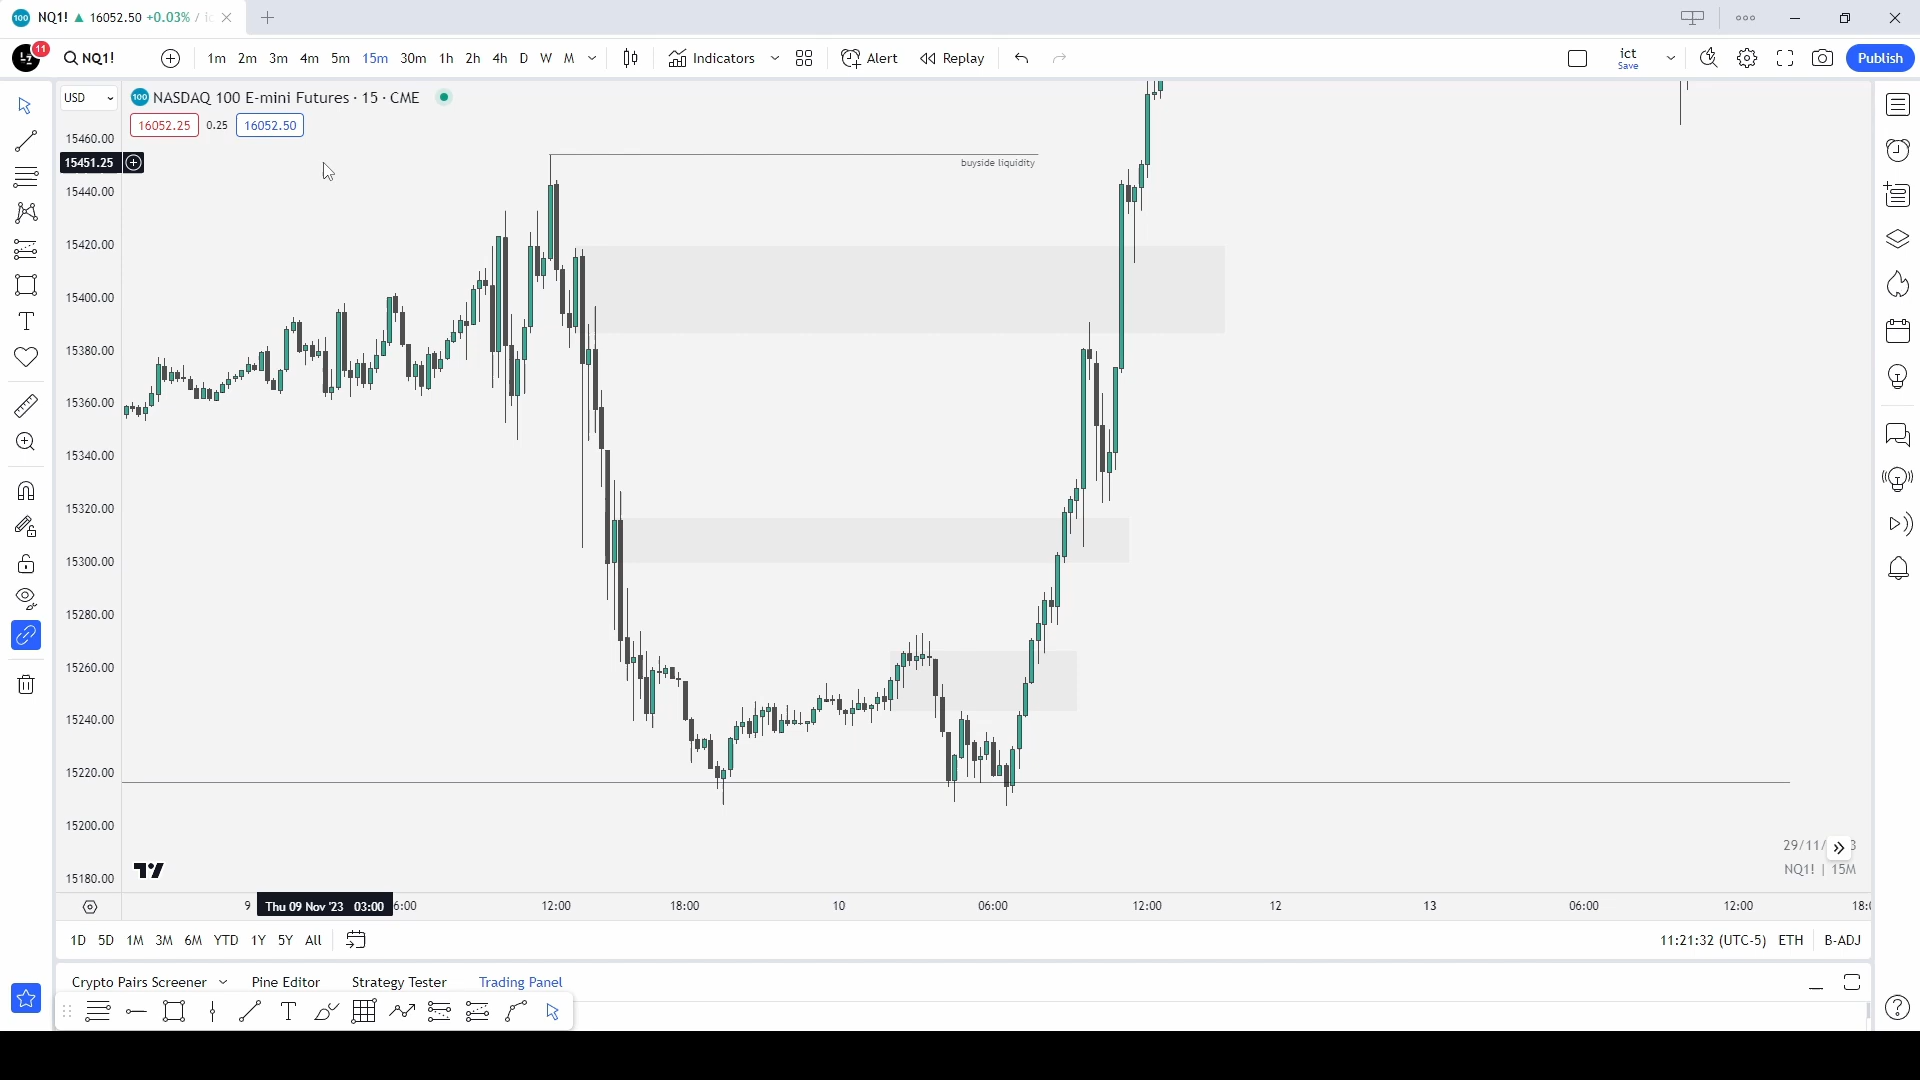 100 NQ1! ▲ 16052.50 +0.03% /
11 NQ1! 1m 2m 3m 4m 5m 15m 30m 1h 2h 4h D W M Indicators Alert Replay ict Save Publish
USD 100 NASDAQ 100 E-mini Futures · 15 · CME
16052.25 0.25 16052.50
15460.00
15451.25
buyside liquidity
15440.00
15420.00
15400.00
15380.00
15360.00
15340.00
15320.00
15300.00
15280.00
15260.00
15240.00
15220.00
15200.00
29/11/
NQ1! | 15M
15180.00
9 Thu 09 Nov '23 03:00 6:00 12:00 18:00 10 06:00 12:00 12 13 06:00 12:00 18:
1D 5D 1M 3M 6M YTD 1Y 5Y All 11:21:32 (UTC-5) ETH B-ADJ
Crypto Pairs Screener Pine Editor Strategy Tester Trading Panel